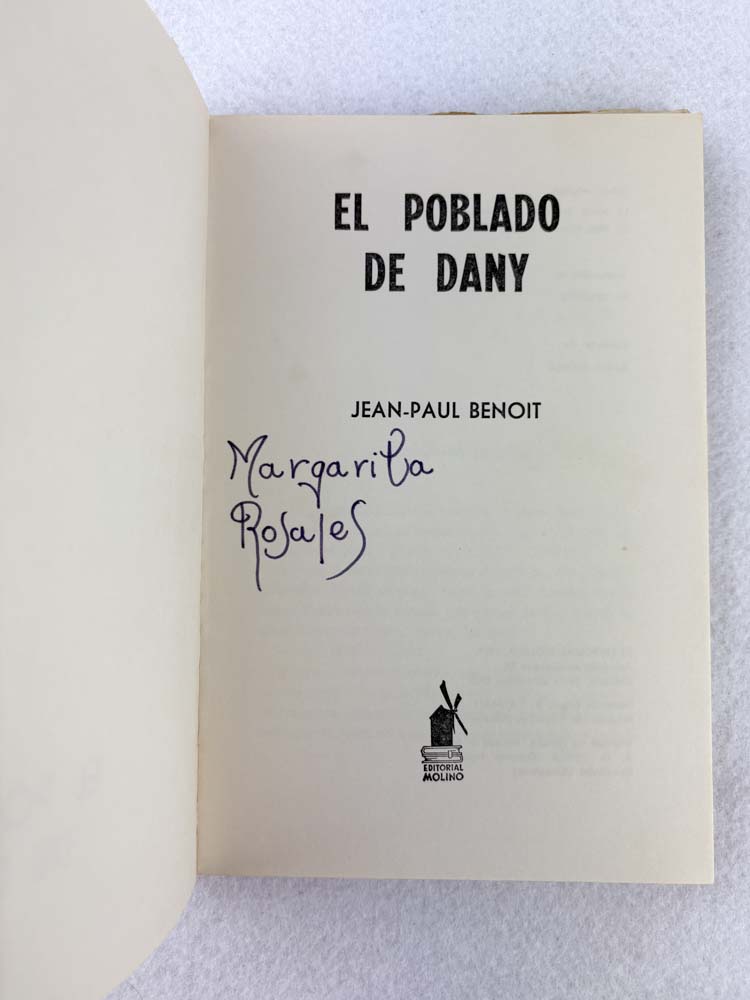 EL POBLADO
DE DANY
JEAN-PAUL BENOIT
Margarita
Rosales
EDITORIAL
MOLINO